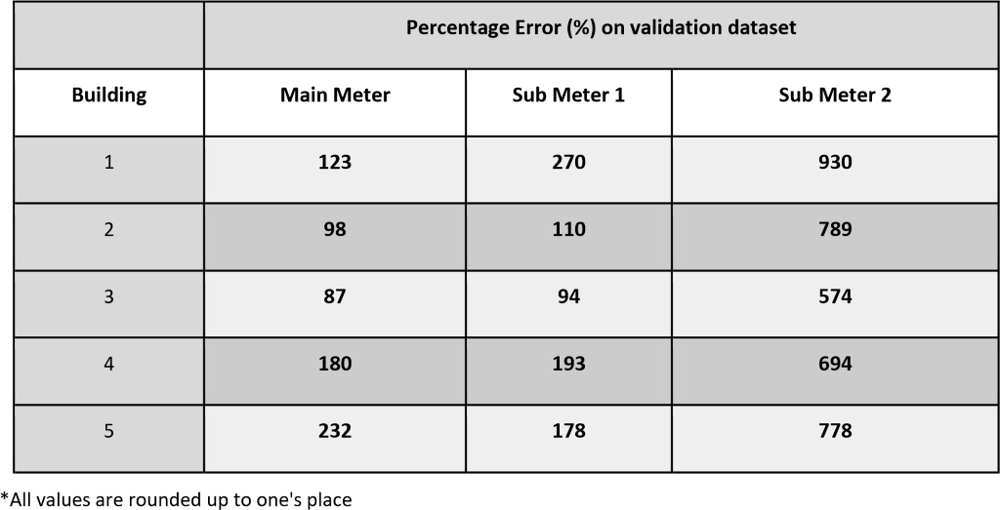 Percentage Error (%) on validation dataset
Building Main Meter Sub Meter 1 Sub Meter 2
1 123 270 930
2 98 110 789
3 87 94 574
4 180 193 694
5 232 178 778
*All values are rounded up to one's place